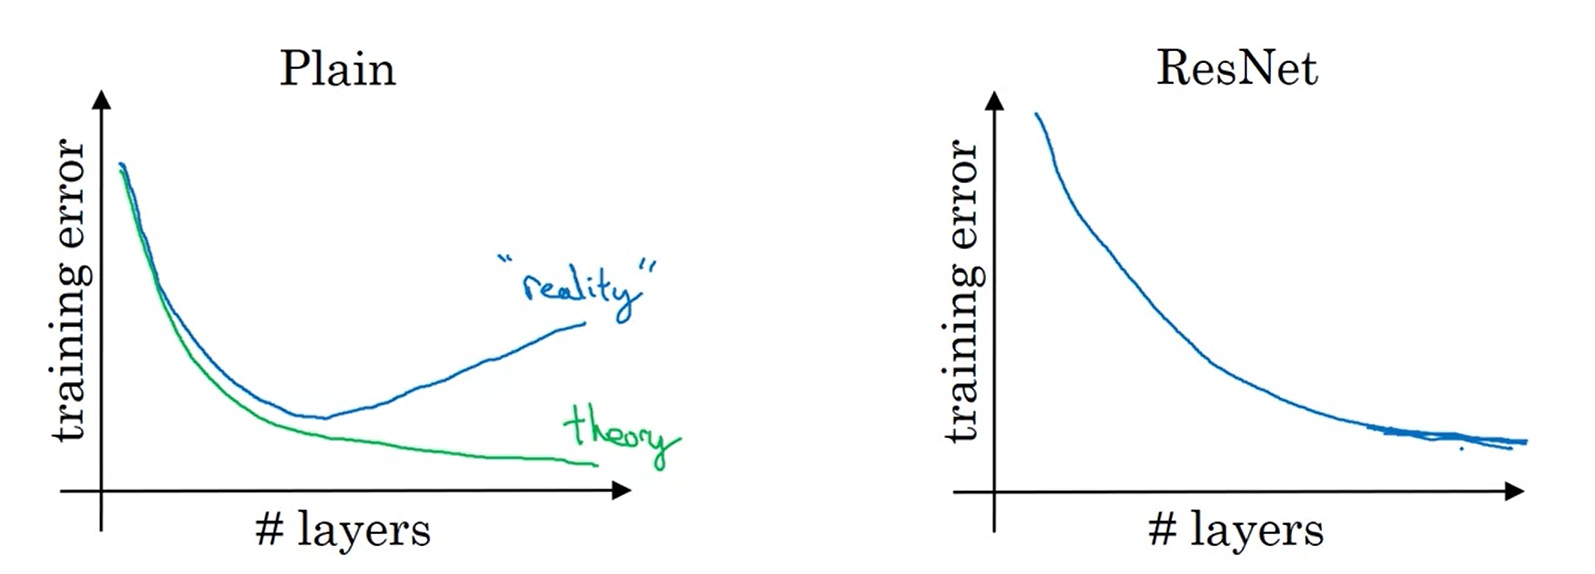 Plain
training error
"reality"
theory
# layers
ResNet
training error
# layers